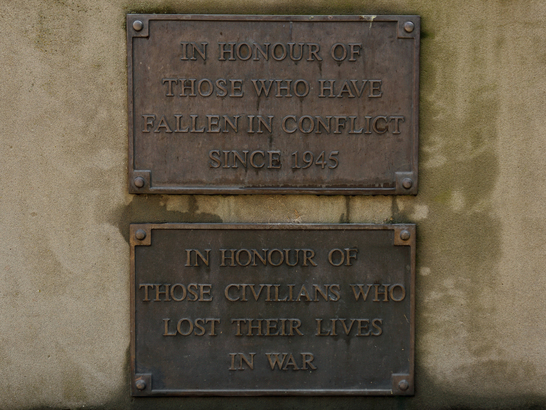 IN HONOUR OF
THOSE WHO HAVE
FALLEN IN CONFLICT
SINCE 1945
IN HONOUR OF
THOSE CIVILIANS WHO
LOST THEIR LIVES
IN WAR